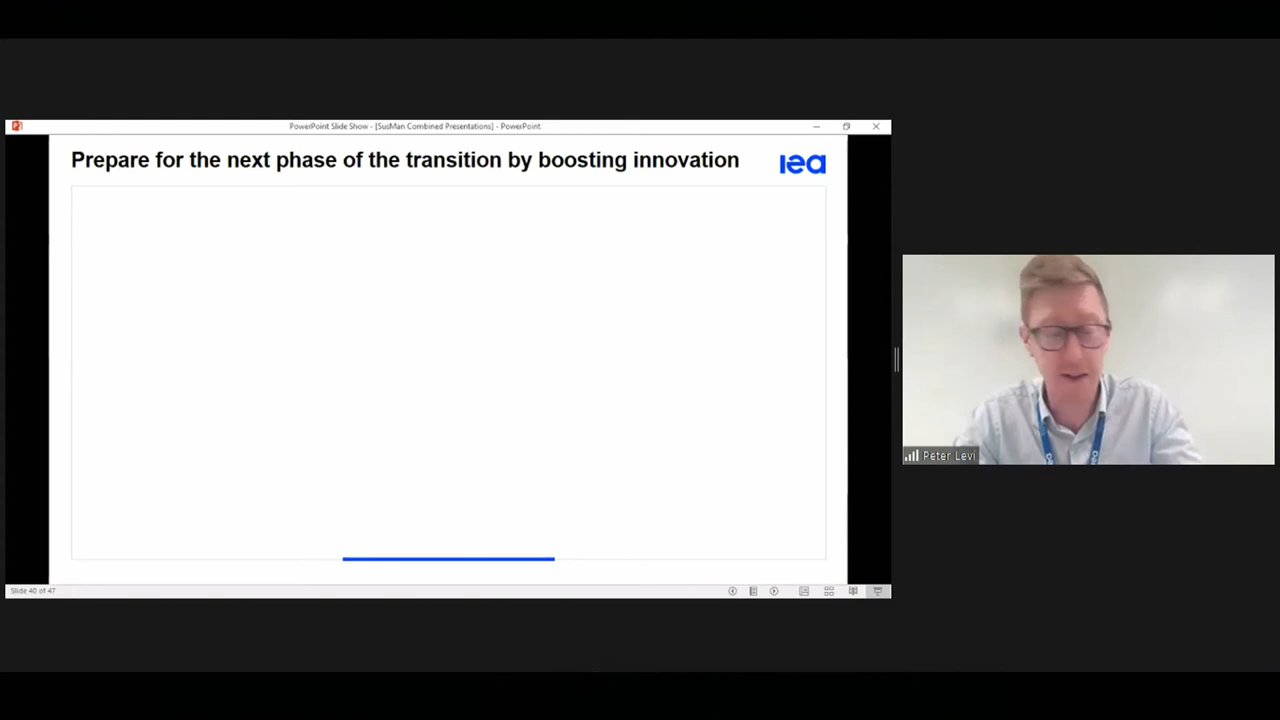 PowerPoint Slide Show - [SusMan Combined Presentations] - PowerPoint
Prepare for the next phase of the transition by boosting innovation
iea
Peter Levi
iea
Slide 40 of 47